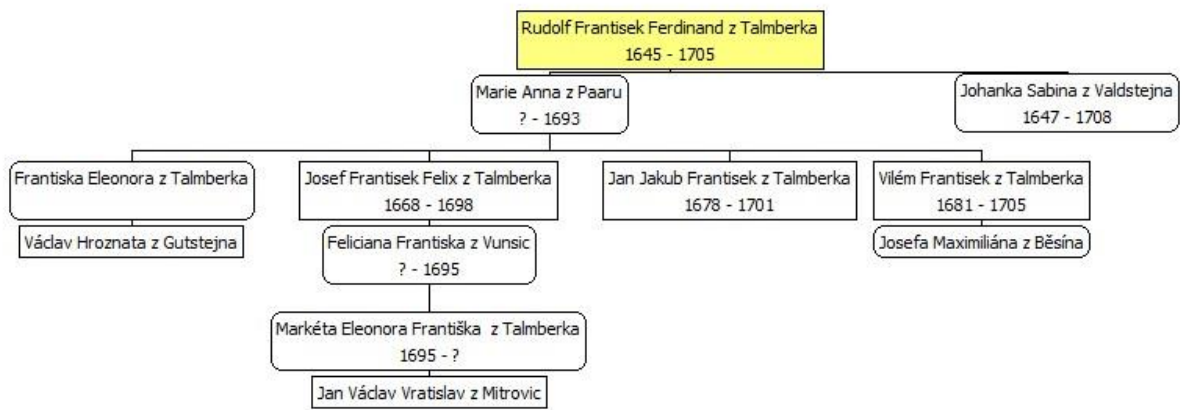 Rudolf Frantisek Ferdinand z Talmberka
1645 - 1705
Marie Anna z Paaru
? - 1693
Johanka Sabina z Valdstejna
1647 - 1708
Frantiska Eleonora z Talmberka
Václav Hroznata z Gutstejna
Josef Frantisek Felix z Talmberka
1668 - 1698
Feliciana Frantiska z Vunsic
? - 1695
Markéta Eleonora Františka z Talmberka
1695 - ?
Jan Václav Vratislav z Mitrovic
Jan Jakub Frantisek z Talmberka
1678 - 1701
Vilém Frantisek z Talmberka
1681 - 1705
Josefa Maximiliána z Běsína